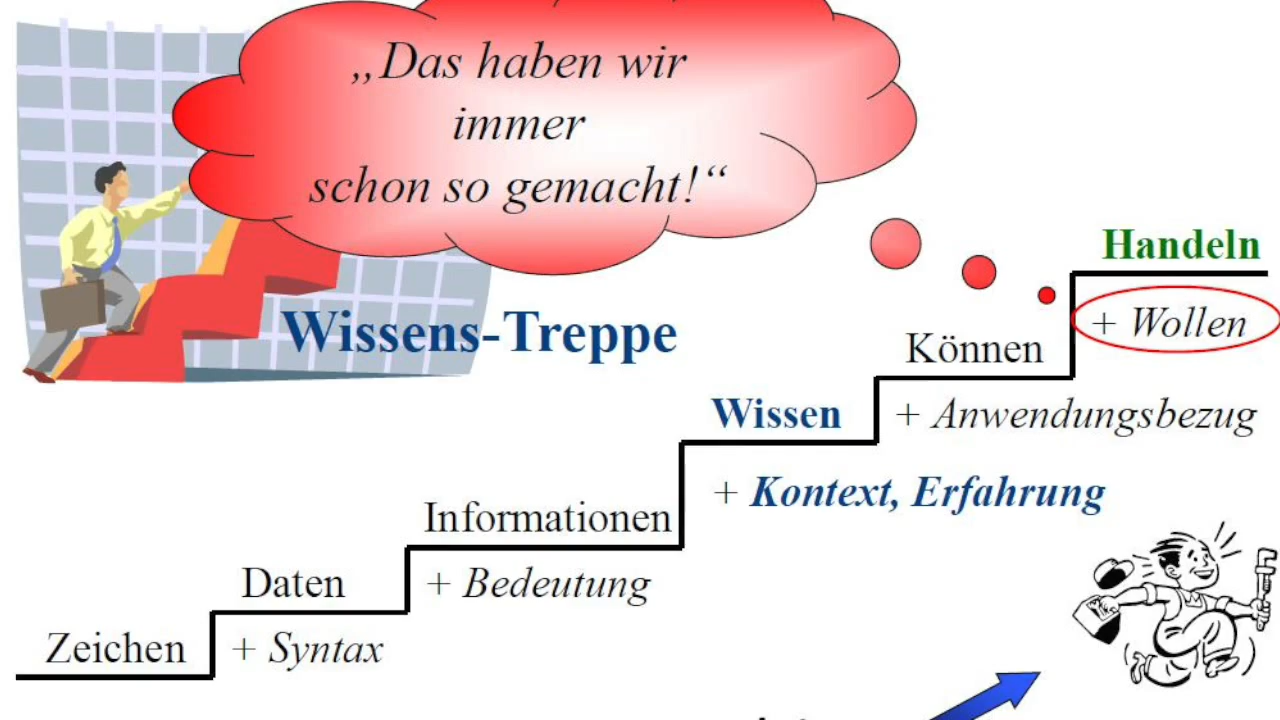 „Das haben wir
immer
schon so gemacht!“
Wissens-Treppe
Handeln
+ Wollen
Können
+ Anwendungsbezug
Wissen
+ Kontext, Erfahrung
Informationen
+ Bedeutung
Daten
+ Syntax
Zeichen